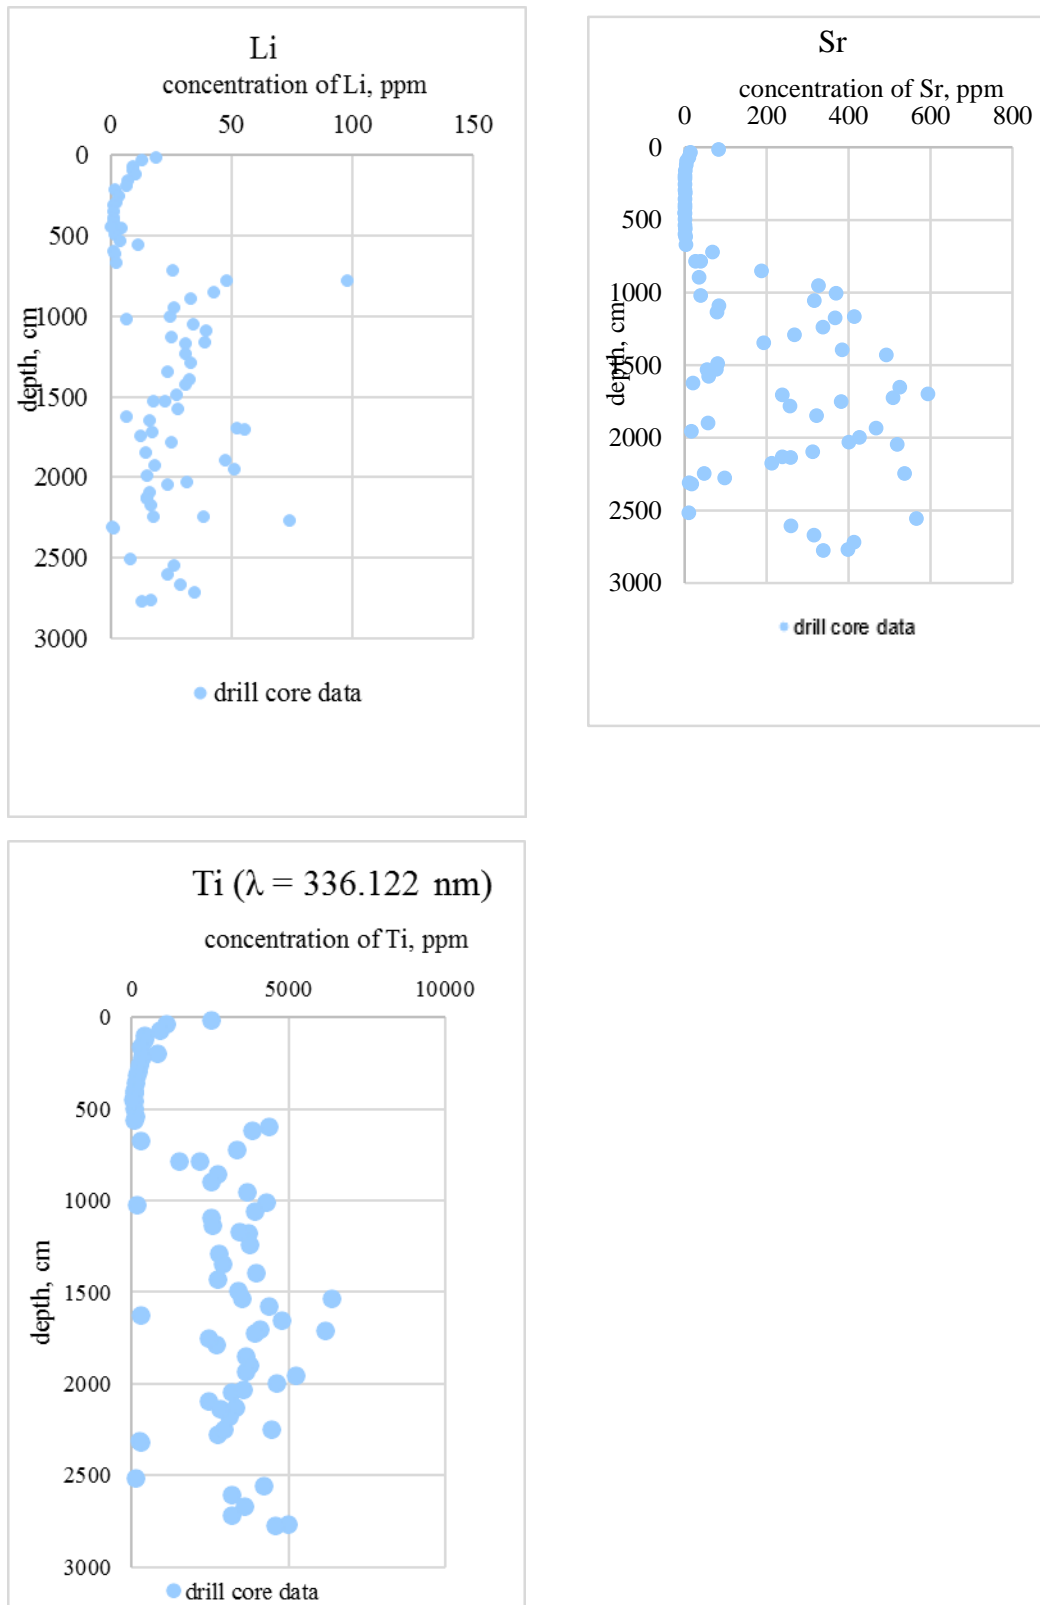 Li
concentration of Li, ppm
0 50 100 150
0
500
1000
1500
2000
2500
3000
depth, cm
drill core data
Sr
concentration of Sr, ppm
0 200 400 600 800
0
500
1000
1500
2000
2500
3000
depth, cm
drill core data
Ti (λ = 336.122 nm)
concentration of Ti, ppm
0 5000 10000
0
500
1000
1500
2000
2500
3000
depth, cm
drill core data